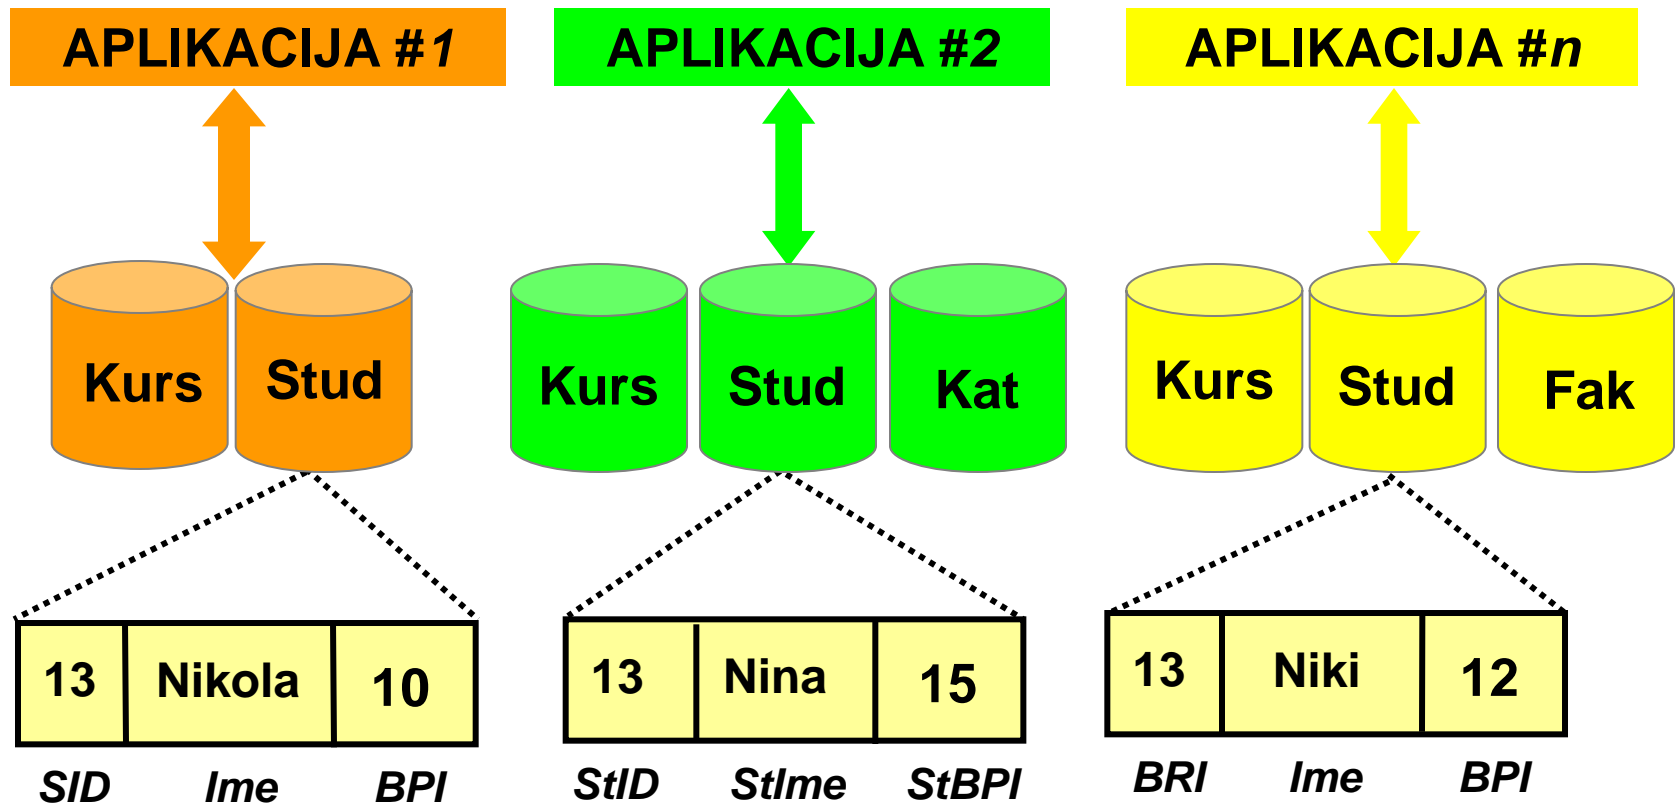 APLIKACIJA #1
APLIKACIJA #2
APLIKACIJA #n
Kurs
Stud
Kurs
Stud
Kat
Kurs
Stud
Fak
13 Nikola 10
SID Ime BPI
13 Nina 15
StID StIme StBPI
13 Niki 12
BRI Ime BPI